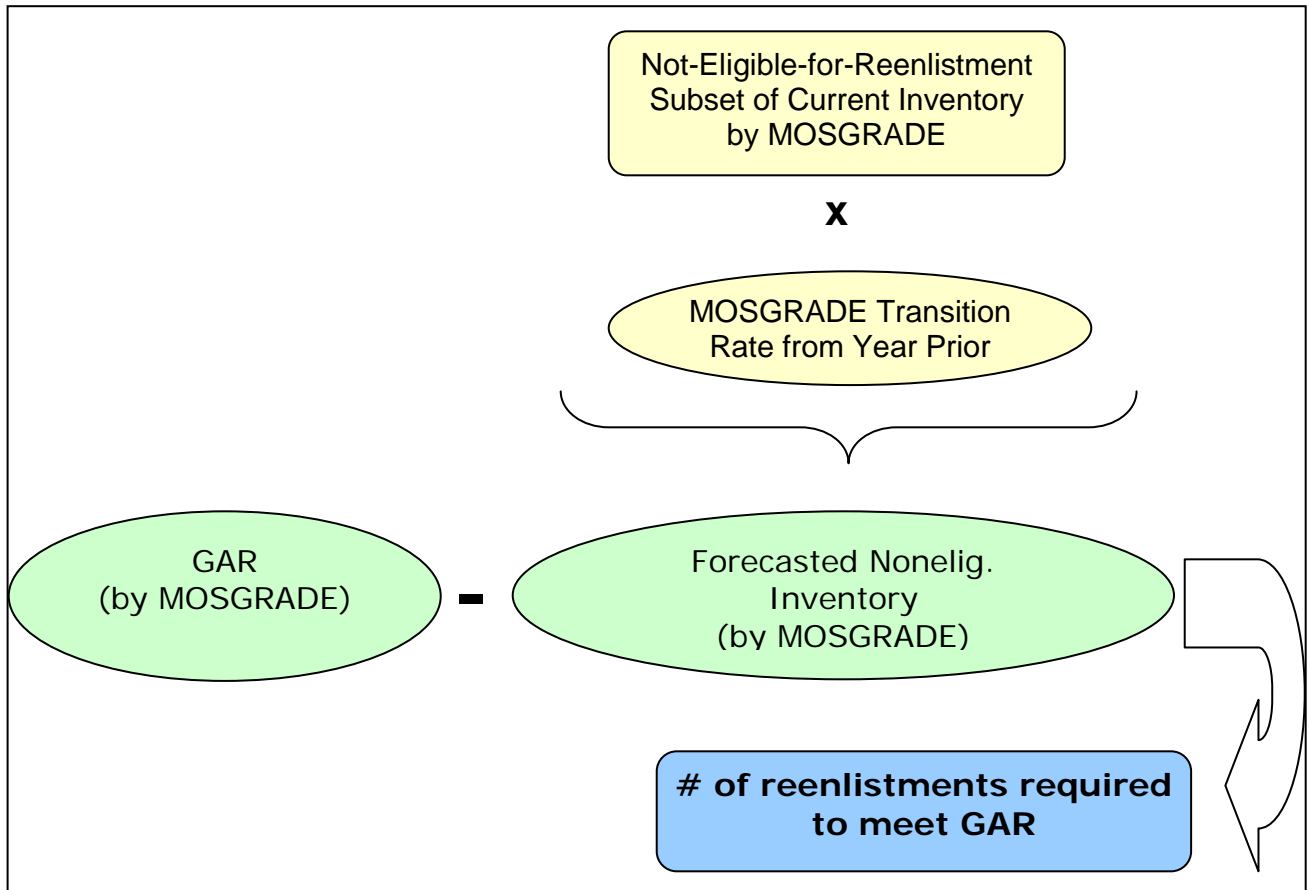 Not-Eligible-for-Reenlistment
Subset of Current Inventory
by MOSGRADE
x
MOSGRADE Transition
Rate from Year Prior
GAR
(by MOSGRADE)
-
Forecasted Nonelig.
Inventory
(by MOSGRADE)
# of reenlistments required
to meet GAR